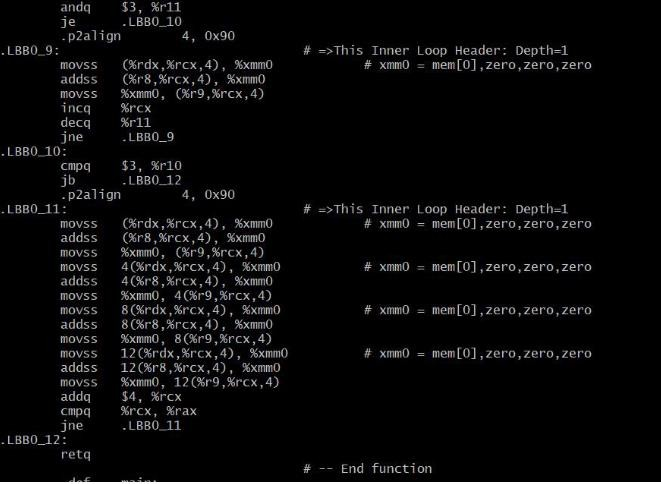 andq $3, %r11
je .LBB0_10
.p2align 4, 0x90
.LBB0_9: # =>This Inner Loop Header: Depth=1
movss (%rdx,%rcx,4), %xmm0 # xmm0 = mem[0],zero,zero,zero
addss (%r8,%rcx,4), %xmm0
movss %xmm0, (%r9,%rcx,4)
incq %rcx
decq %r11
jne .LBB0_9
.LBB0_10:
cmpq $3, %r10
jb .LBB0_12
.p2align 4, 0x90
.LBB0_11: # =>This Inner Loop Header: Depth=1
movss (%rdx,%rcx,4), %xmm0 # xmm0 = mem[0],zero,zero,zero
addss (%r8,%rcx,4), %xmm0
movss %xmm0, (%r9,%rcx,4)
movss 4(%rdx,%rcx,4), %xmm0 # xmm0 = mem[0],zero,zero,zero
addss 4(%r8,%rcx,4), %xmm0
movss %xmm0, 4(%r9,%rcx,4)
movss 8(%rdx,%rcx,4), %xmm0 # xmm0 = mem[0],zero,zero,zero
addss 8(%r8,%rcx,4), %xmm0
movss %xmm0, 8(%r9,%rcx,4)
movss 12(%rdx,%rcx,4), %xmm0 # xmm0 = mem[0],zero,zero,zero
addss 12(%r8,%rcx,4), %xmm0
movss %xmm0, 12(%r9,%rcx,4)
addq $4, %rcx
cmpq %rcx, %rax
jne .LBB0_11
.LBB0_12:
retq
# -- End function
.def main;